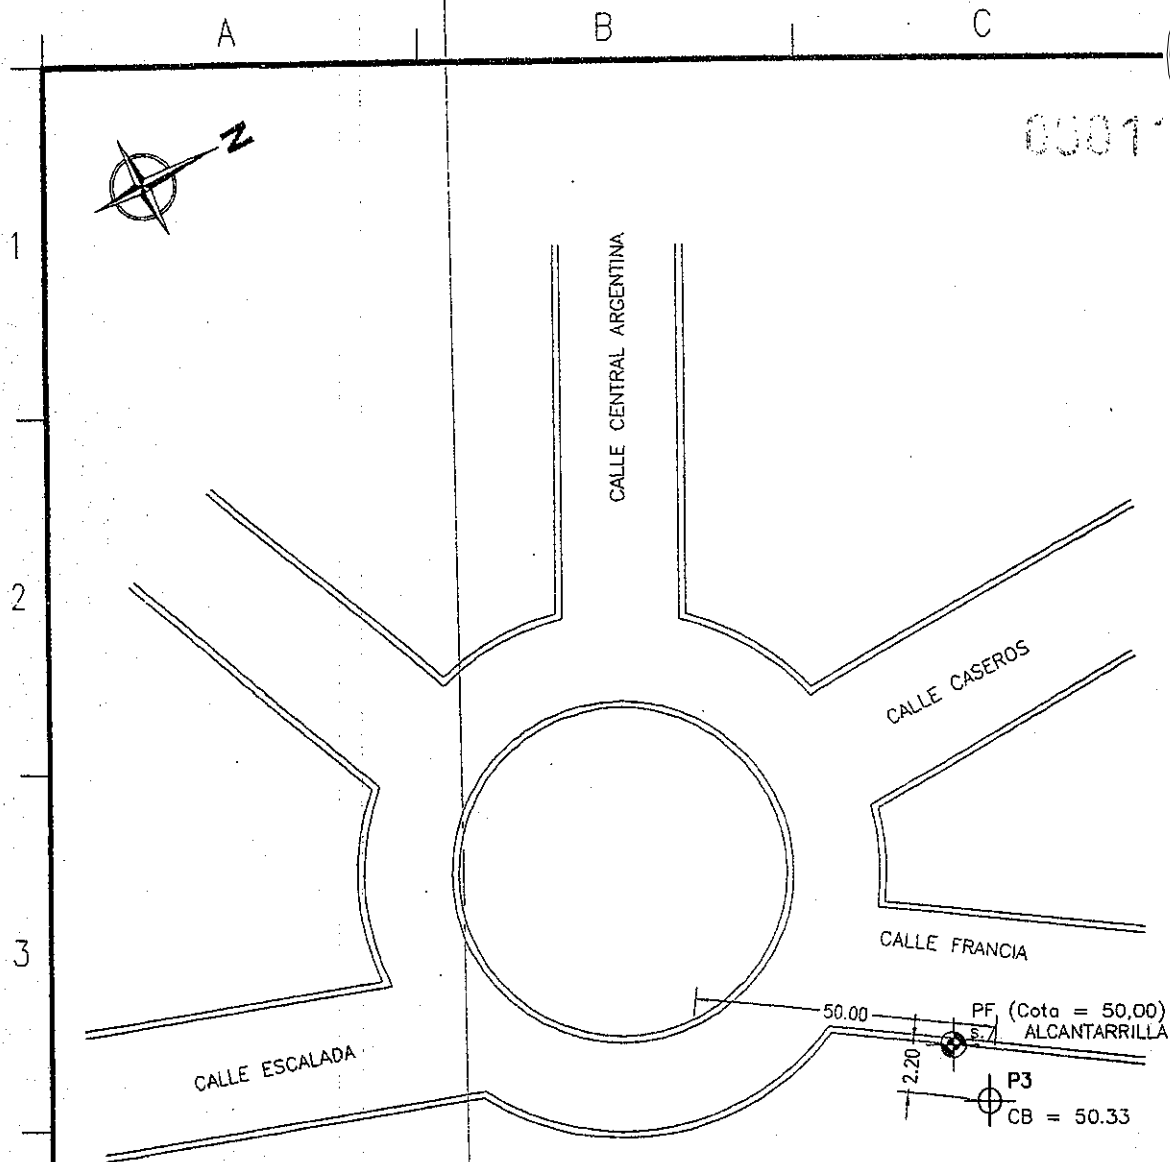 A B C
N
1
CALLE CENTRAL ARGENTINA
2
CALLE CASEROS
3
CALLE FRANCIA
50.00
PF (Cota = 50,00)
s./ ALCANTARRILLA
2.20
P3
CB = 50.33
CALLE ESCALADA